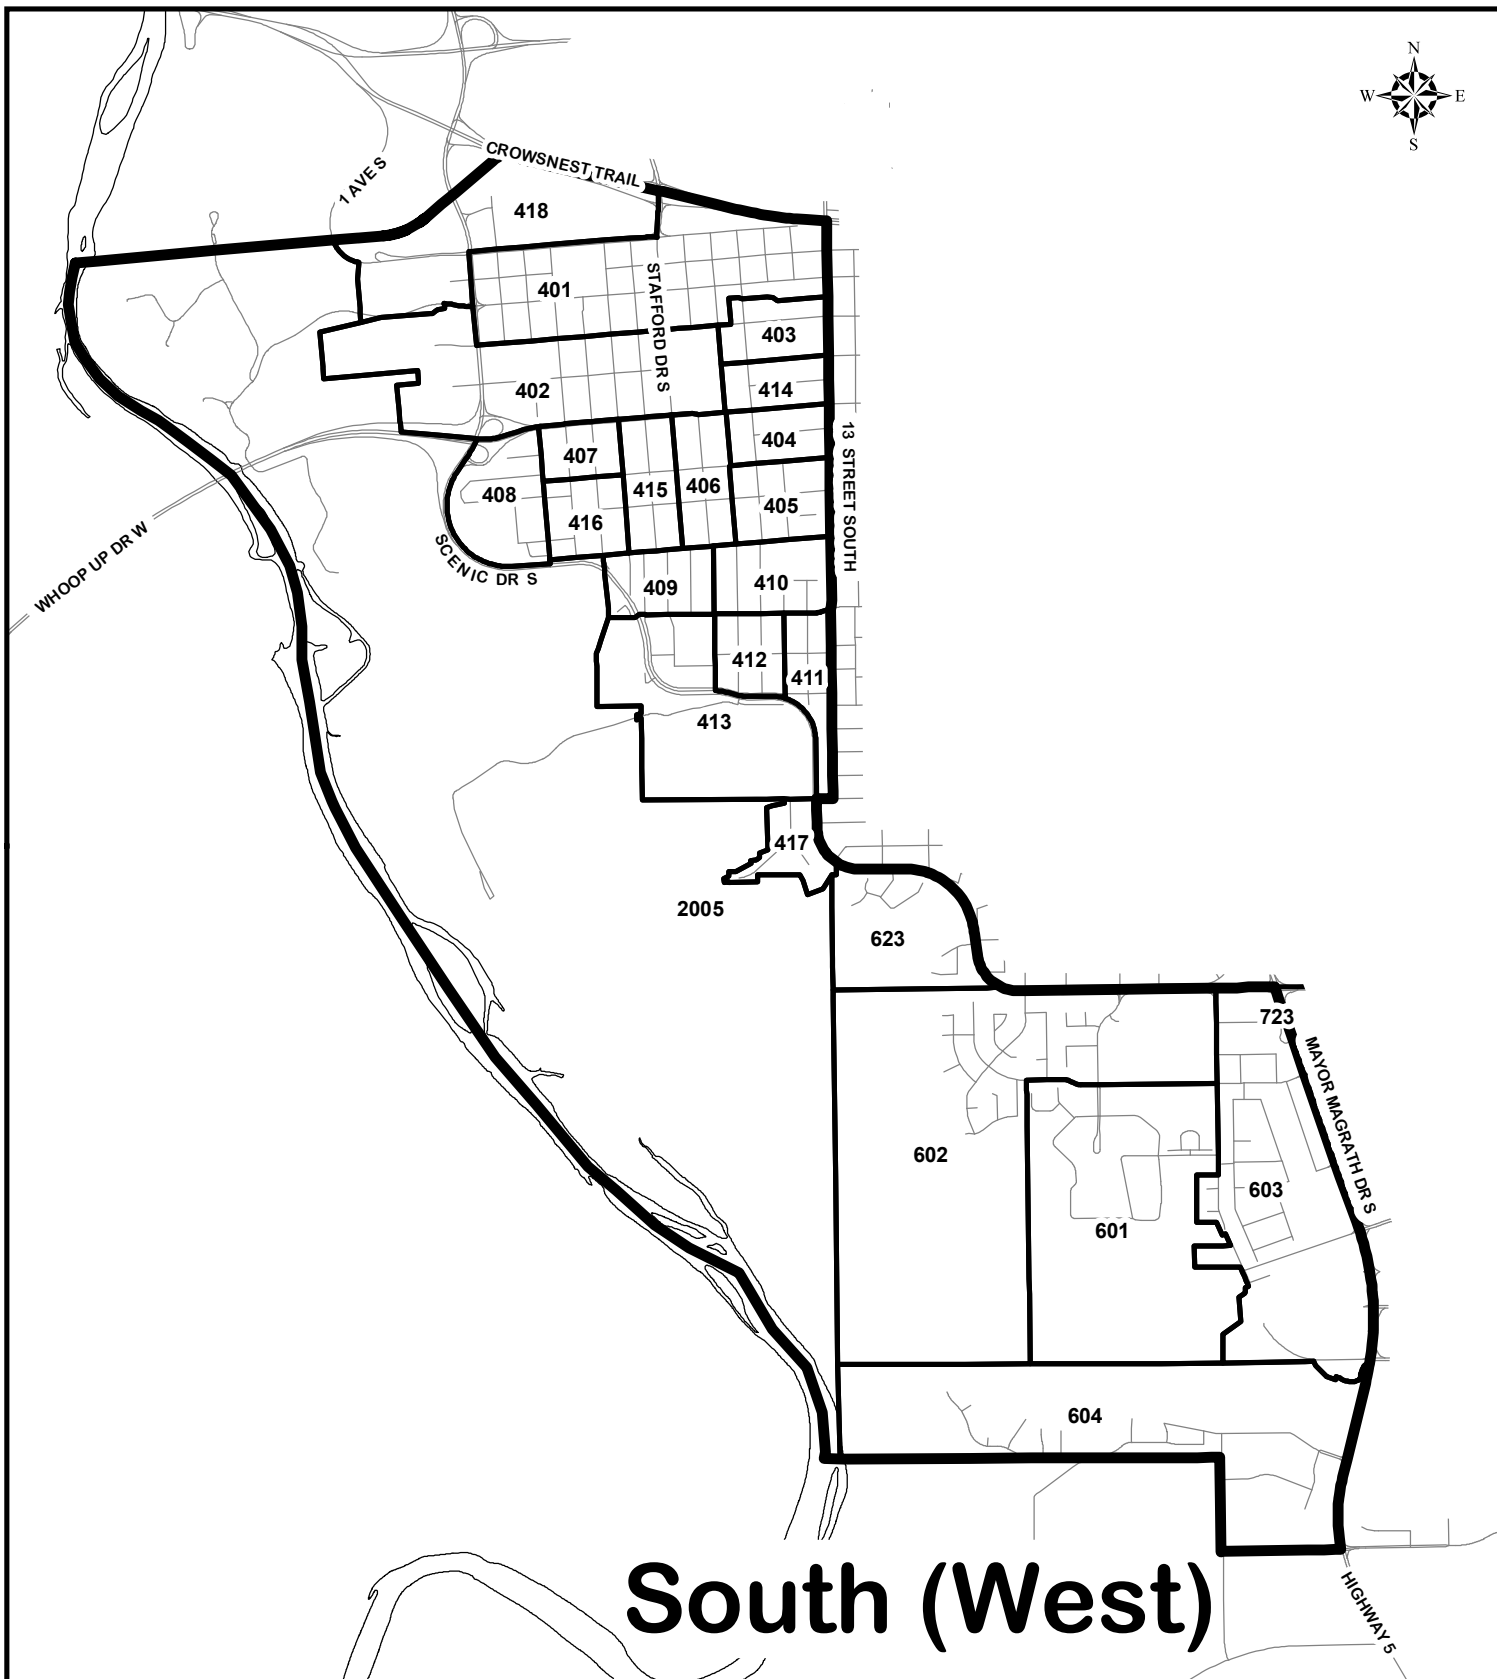 N
W E
S
CROWSNEST TRAIL
1 AVE S
418
STAFFORD DR S
401
403
402
414
13 STREET SOUTH
404
407
408
415
406
405
416
WHOOP UP DR W
SCENIC DR S
409
410
412
411
413
417
2005
623
723
MAYOR MAGRATH DR S
602
603
601
604
South (West)
HIGHWAY 5